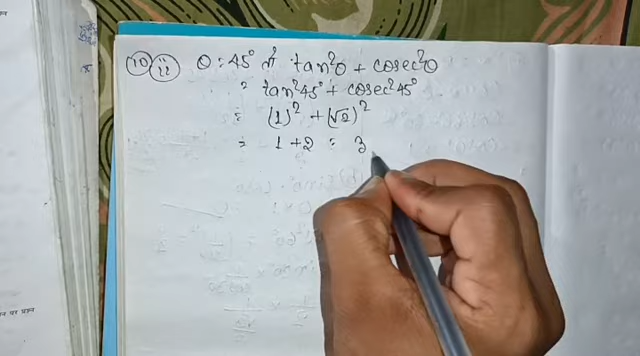 (10) (ii) θ = 45° तो tan²θ + cosec²θ
= tan²45° + cosec²45°
= (1)² + (√2)²
= 1 + 2 = 3